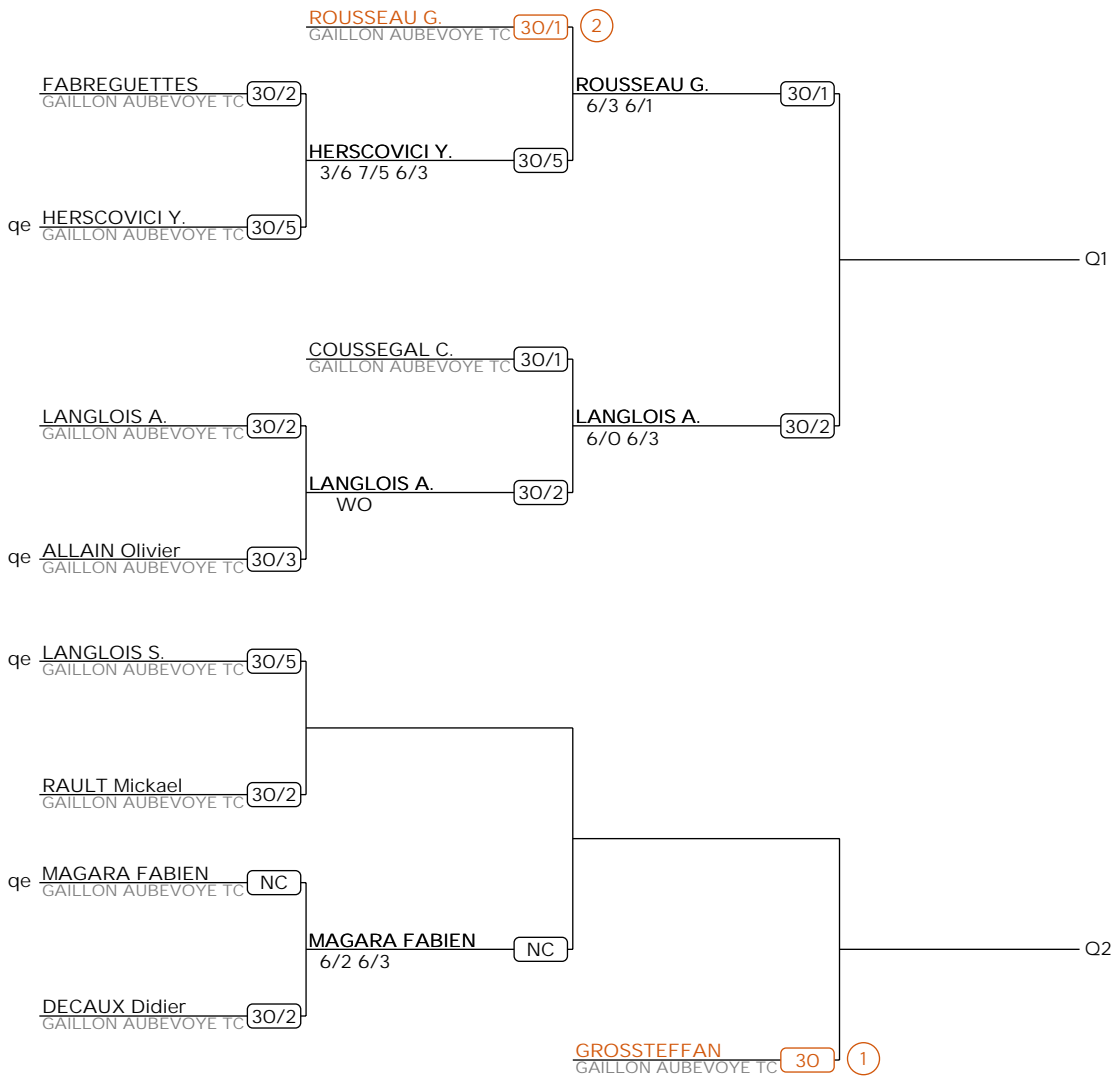 ROUSSEAU G. 30/1 2
GAILLON AUBEVOYE TC
FABREGUETTES 30/2
GAILLON AUBEVOYE TC
ROUSSEAU G. 30/1
6/3 6/1
HERSCOVICI Y. 30/5
3/6 7/5 6/3
qe HERSCOVICI Y. 30/5
GAILLON AUBEVOYE TC
Q1
COUSSEGAL C. 30/1
GAILLON AUBEVOYE TC
LANGLOIS A. 30/2
GAILLON AUBEVOYE TC
LANGLOIS A. 30/2
6/0 6/3
LANGLOIS A. 30/2
WO
qe ALLAIN Olivier 30/3
GAILLON AUBEVOYE TC
qe LANGLOIS S. 30/5
GAILLON AUBEVOYE TC
RAULT Mickael 30/2
GAILLON AUBEVOYE TC
qe MAGARA FABIEN NC
GAILLON AUBEVOYE TC
MAGARA FABIEN NC
6/2 6/3
Q2
DECAUX Didier 30/2
GAILLON AUBEVOYE TC
GROSSTEFFAN 30 1
GAILLON AUBEVOYE TC